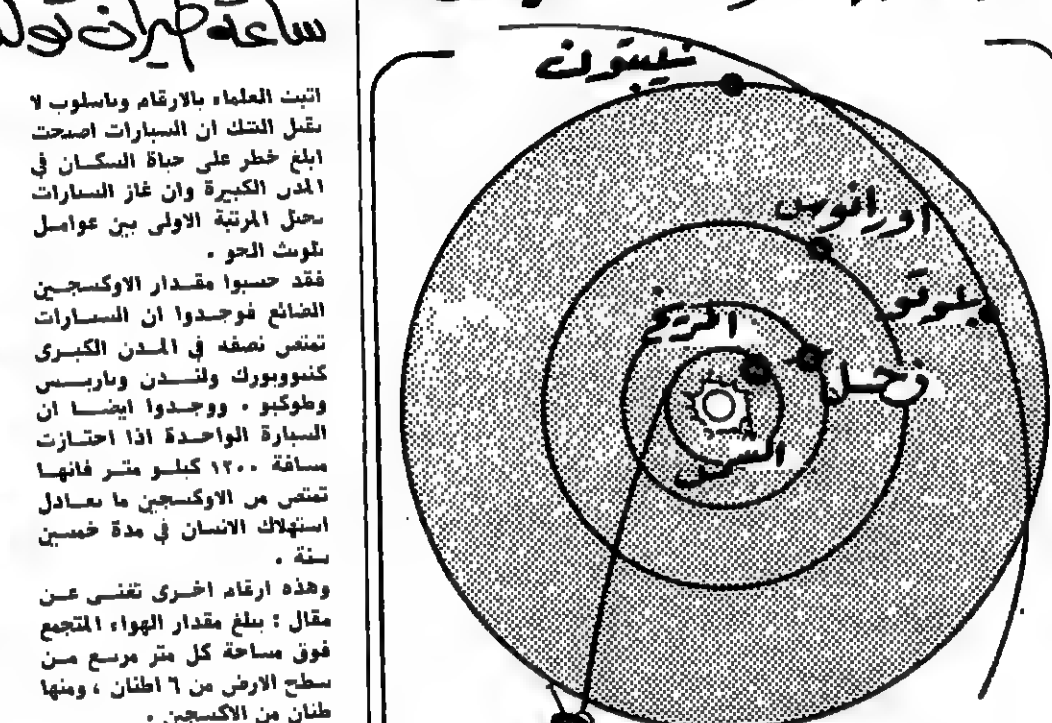 ساعة طيران تولد
اثبت العلماء بالارقام وباسلوب لا
يقبل الشك ان السيارات اصبحت
ابلغ خطر على حياة السكان في
المدن الكبيرة وان غاز السيارات
يحتل المرتبة الاولى بين عوامل
تلويث الجو .
فقد حسبوا مقدار الاوكسجين
الضائع فوجدوا ان السيارات
تمتص نصفه في المدن الكبرى
كنيويورك ولندن وباريس
وطوكيو . ووجدوا ايضا ان
السيارة الواحدة اذا اجتازت
مسافة ١٢٠٠ كيلو متر فانها
تمتص من الاوكسجين ما يعادل
استهلاك الانسان في مدة خمسين
سنة .
وهذه ارقام اخرى تغني عن
مقال : يبلغ مقدار الهواء المتجمع
فوق مساحة كل متر مربع من
سطح الارض من ٦ اطنان ، ومنها
طنان من الاكسجين .
نيبتون
اورانوس
بلوتو
المريخ
زحل
الشمس